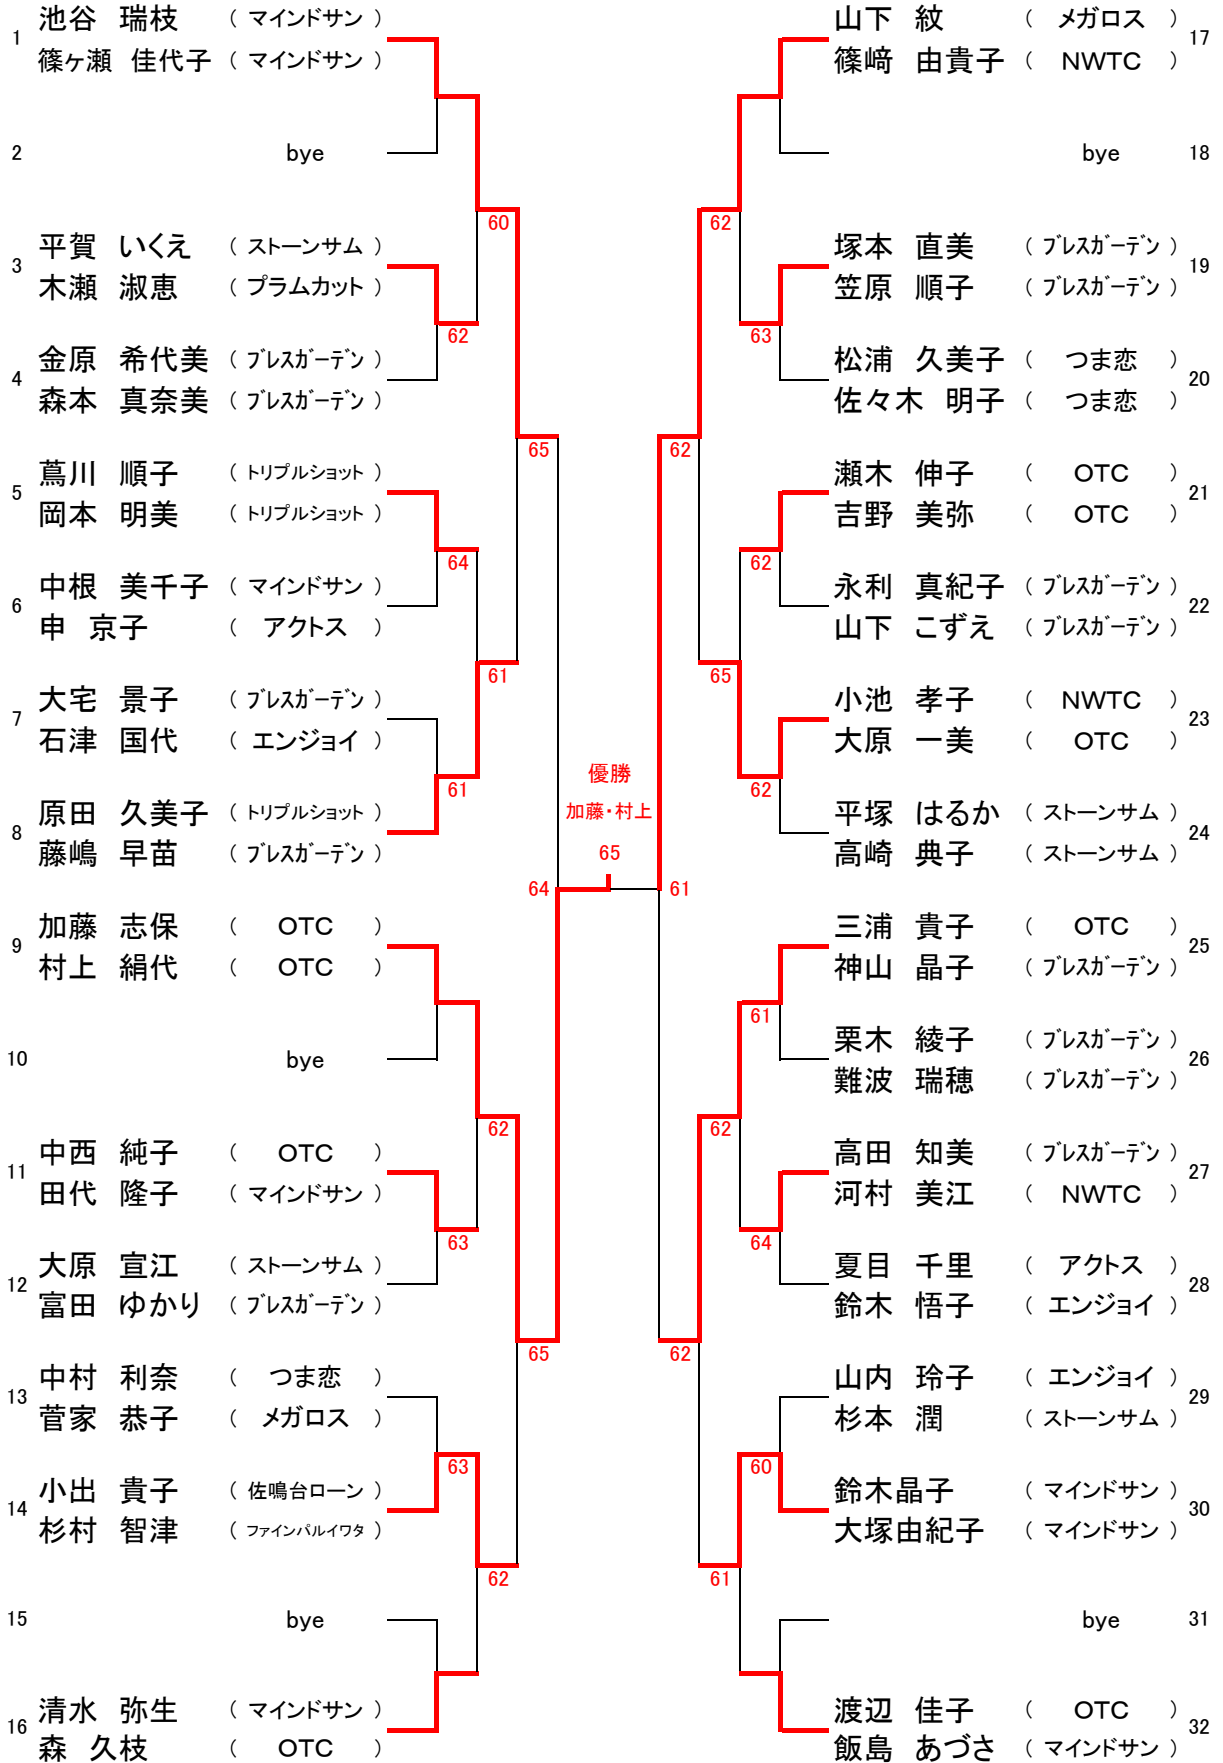 1
池谷 瑞枝 ( マインドサン )
篠ヶ瀬 佳代子 ( マインドサン )
2 bye
60
3
平賀 いくえ ( ストーンサム )
木瀬 淑恵 ( プラムカット )
62
4
金原 希代美 ( ブレスガーデン )
森本 真奈美 ( ブレスガーデン )
65
5
蔦川 順子 ( トリプルショット )
岡本 明美 ( トリプルショット )
64
6
中根 美千子 ( マインドサン )
申 京子 ( アクトス )
61
7
大宅 景子 ( ブレスガーデン )
石津 国代 ( エンジョイ )
61
8
原田 久美子 ( トリプルショット )
藤嶋 早苗 ( ブレスガーデン )
64
9
加藤 志保 ( OTC )
村上 絹代 ( OTC )
10 bye
62
11
中西 純子 ( OTC )
田代 隆子 ( マインドサン )
63
12
大原 宣江 ( ストーンサム )
富田 ゆかり ( ブレスガーデン )
65
13
中村 利奈 ( つま恋 )
菅家 恭子 ( メガロス )
63
14
小出 貴子 ( 佐鳴台ローン )
杉村 智津 ( ファインパルイワタ )
62
15 bye
16
清水 弥生 ( マインドサン )
森 久枝 ( OTC )
優勝
加藤・村上
65
山下 紋 ( メガロス )
篠﨑 由貴子 ( NWTC )
17
bye 18
62
塚本 直美 ( ブレスガーデン )
笠原 順子 ( ブレスガーデン )
19
63
松浦 久美子 ( つま恋 )
佐々木 明子 ( つま恋 )
20
62
瀬木 伸子 ( OTC )
吉野 美弥 ( OTC )
21
62
永利 真紀子 ( ブレスガーデン )
山下 こずえ ( ブレスガーデン )
22
65
小池 孝子 ( NWTC )
大原 一美 ( OTC )
23
62
平塚 はるか ( ストーンサム )
高崎 典子 ( ストーンサム )
24
61
三浦 貴子 ( OTC )
神山 晶子 ( ブレスガーデン )
25
61
栗木 綾子 ( ブレスガーデン )
難波 瑞穂 ( ブレスガーデン )
26
62
高田 知美 ( ブレスガーデン )
河村 美江 ( NWTC )
27
64
夏目 千里 ( アクトス )
鈴木 悟子 ( エンジョイ )
28
62
山内 玲子 ( エンジョイ )
杉本 潤 ( ストーンサム )
29
60
鈴木晶子 ( マインドサン )
大塚由紀子 ( マインドサン )
30
61
bye 31
渡辺 佳子 ( OTC )
飯島 あづさ ( マインドサン )
32